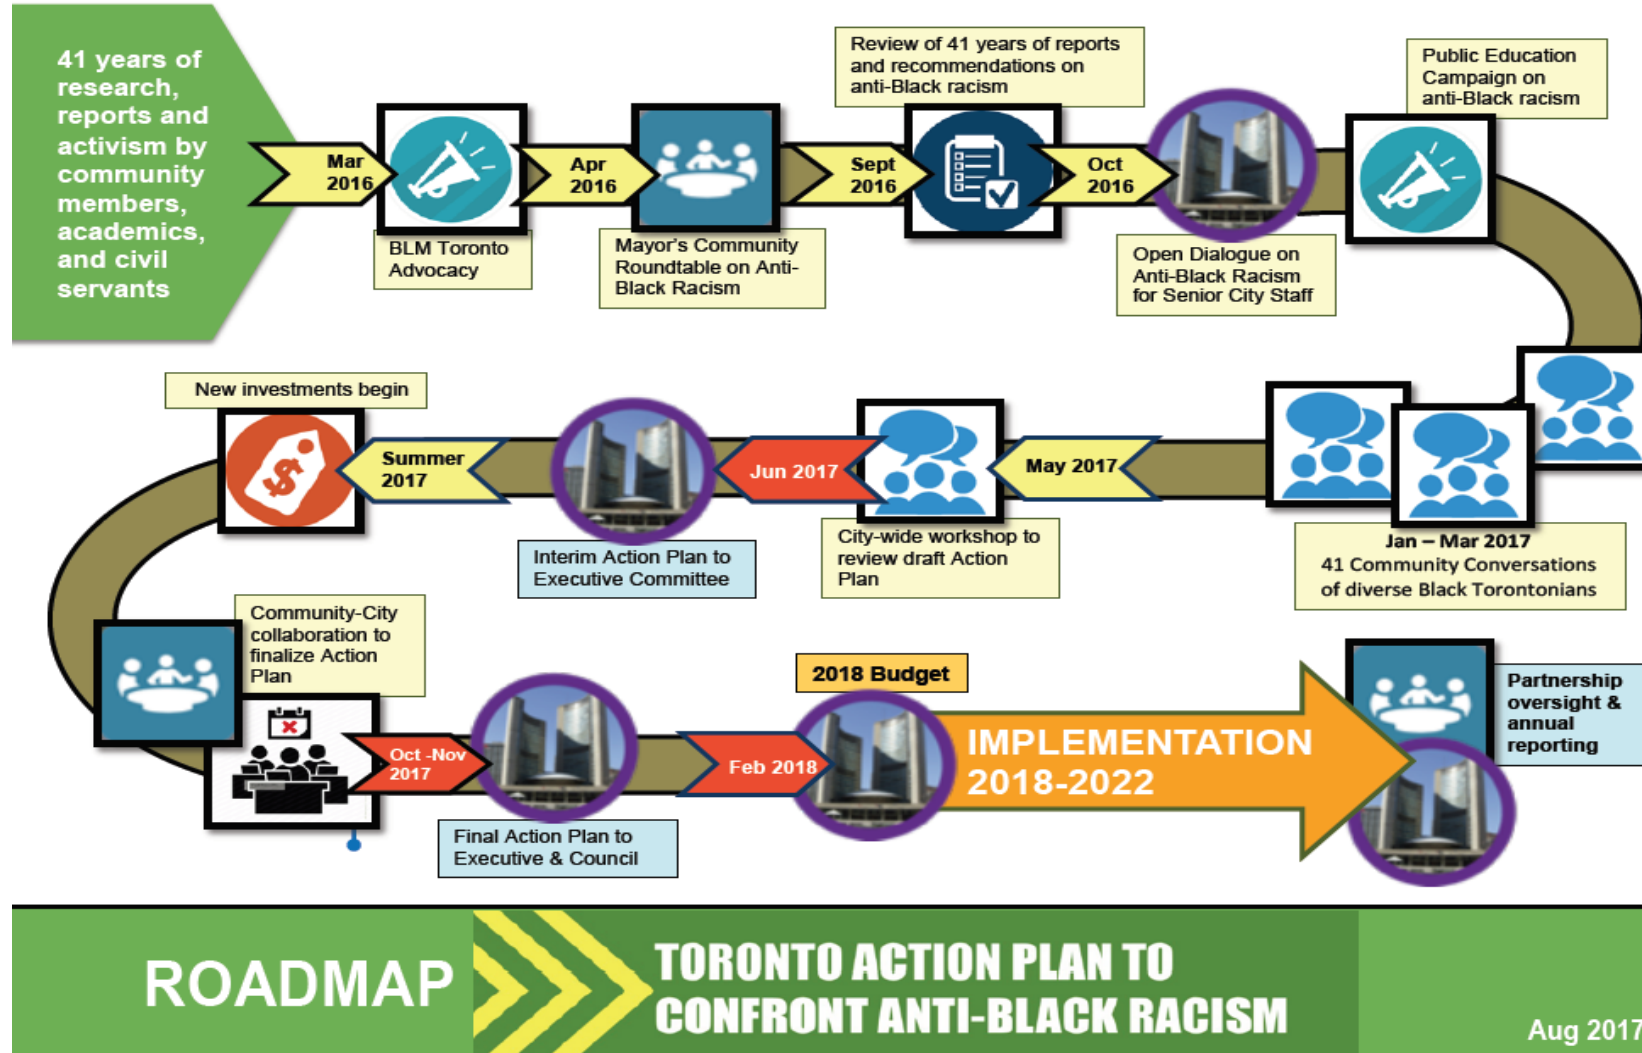 41 years of
research,
reports and
activism by
community
members,
academics,
and civil
servants
Mar
2016
BLM Toronto
Advocacy
Apr
2016
Mayor's Community
Roundtable on Anti-
Black Racism
Sept
2016
Review of 41 years of reports
and recommendations on
anti-Black racism
Oct
2016
Open Dialogue on
Anti-Black Racism
for Senior City Staff
Public Education
Campaign on
anti-Black racism
Jan – Mar 2017
41 Community Conversations
of diverse Black Torontonians
May 2017
City-wide workshop to
review draft Action
Plan
Jun 2017
Interim Action Plan to
Executive Committee
Summer
2017
New investments begin
Community-City
collaboration to
finalize Action
Plan
Oct -Nov
2017
Final Action Plan to
Executive & Council
Feb 2018
2018 Budget
IMPLEMENTATION
2018-2022
Partnership
oversight &
annual
reporting
ROADMAP
TORONTO ACTION PLAN TO
CONFRONT ANTI-BLACK RACISM
Aug 2017